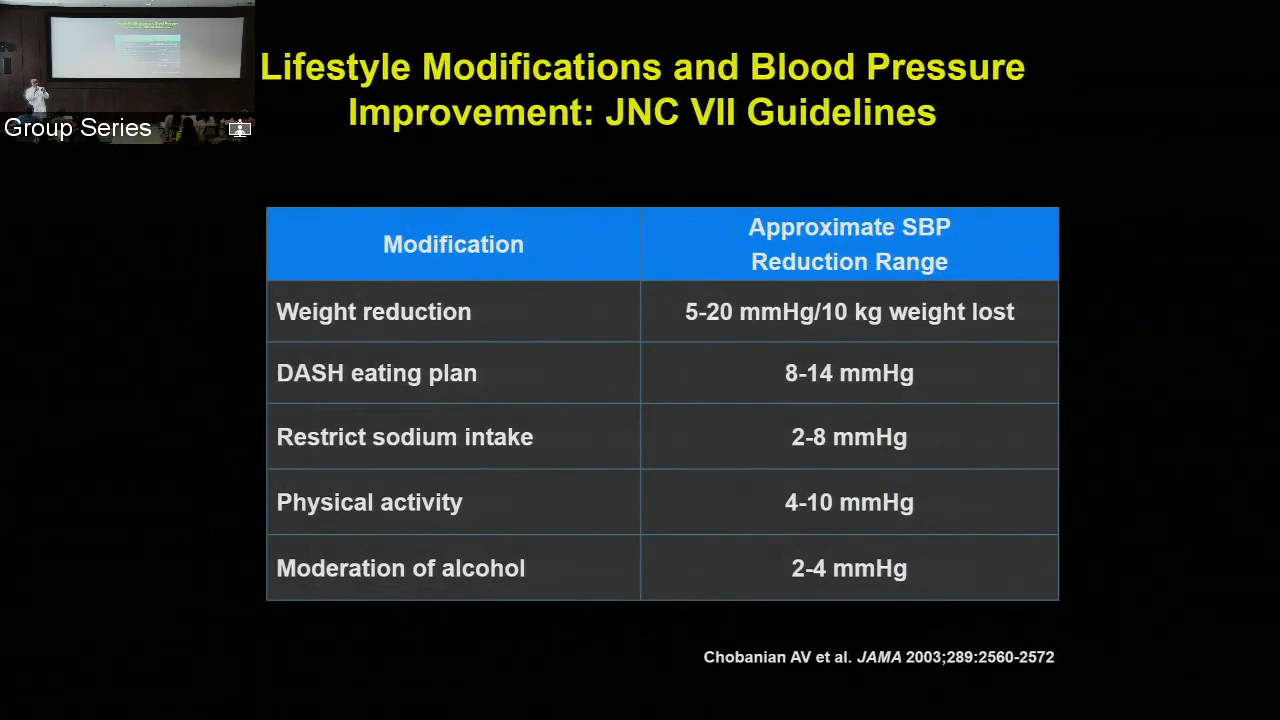 Lifestyle Modifications and Blood Pressure
Improvement: JNC VII Guidelines
Group Series
Modification
Approximate SBP
Reduction Range
Weight reduction
5-20 mmHg/10 kg weight lost
DASH eating plan
8-14 mmHg
Restrict sodium intake
2-8 mmHg
Physical activity
4-10 mmHg
Moderation of alcohol
2-4 mmHg
Chobanian AV et al. JAMA 2003;289:2560-2572